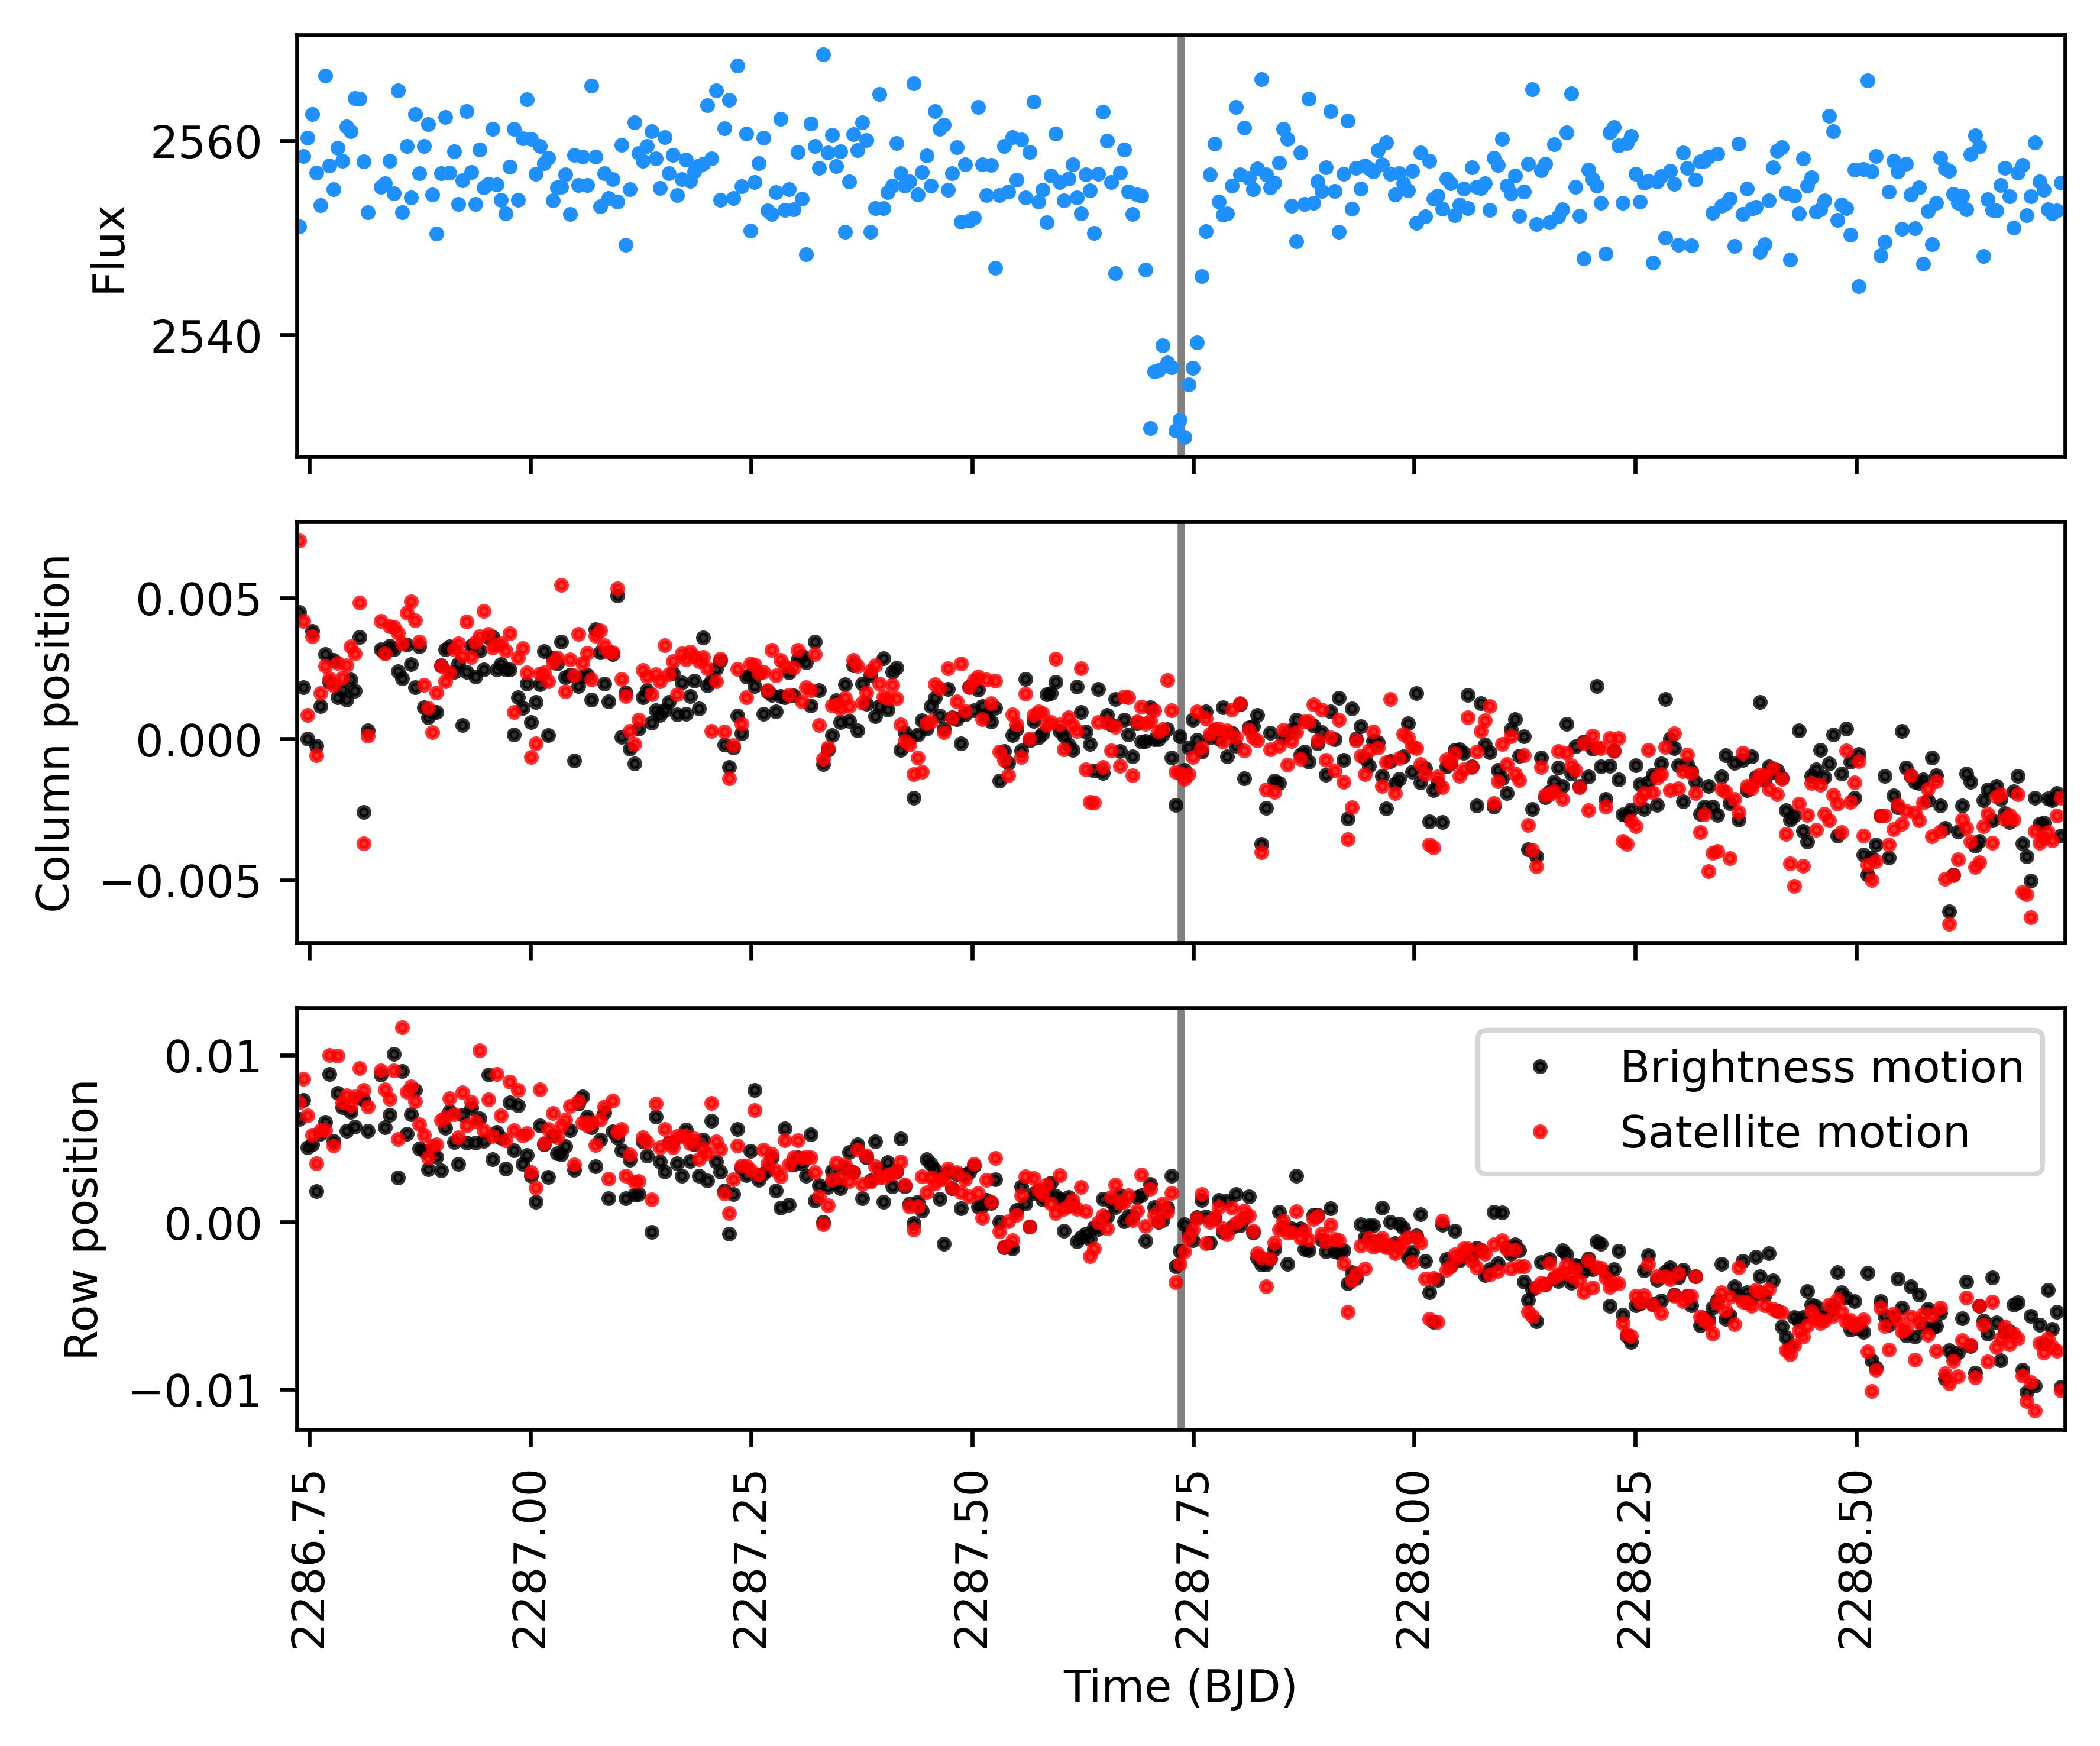 Flux
2560
2540
Column position
0.005
0.000
−0.005
Row position
0.01
0.00
−0.01
Brightness motion
Satellite motion
2286.75
2287.00
2287.25
2287.50
2287.75
2288.00
2288.25
2288.50
Time (BJD)